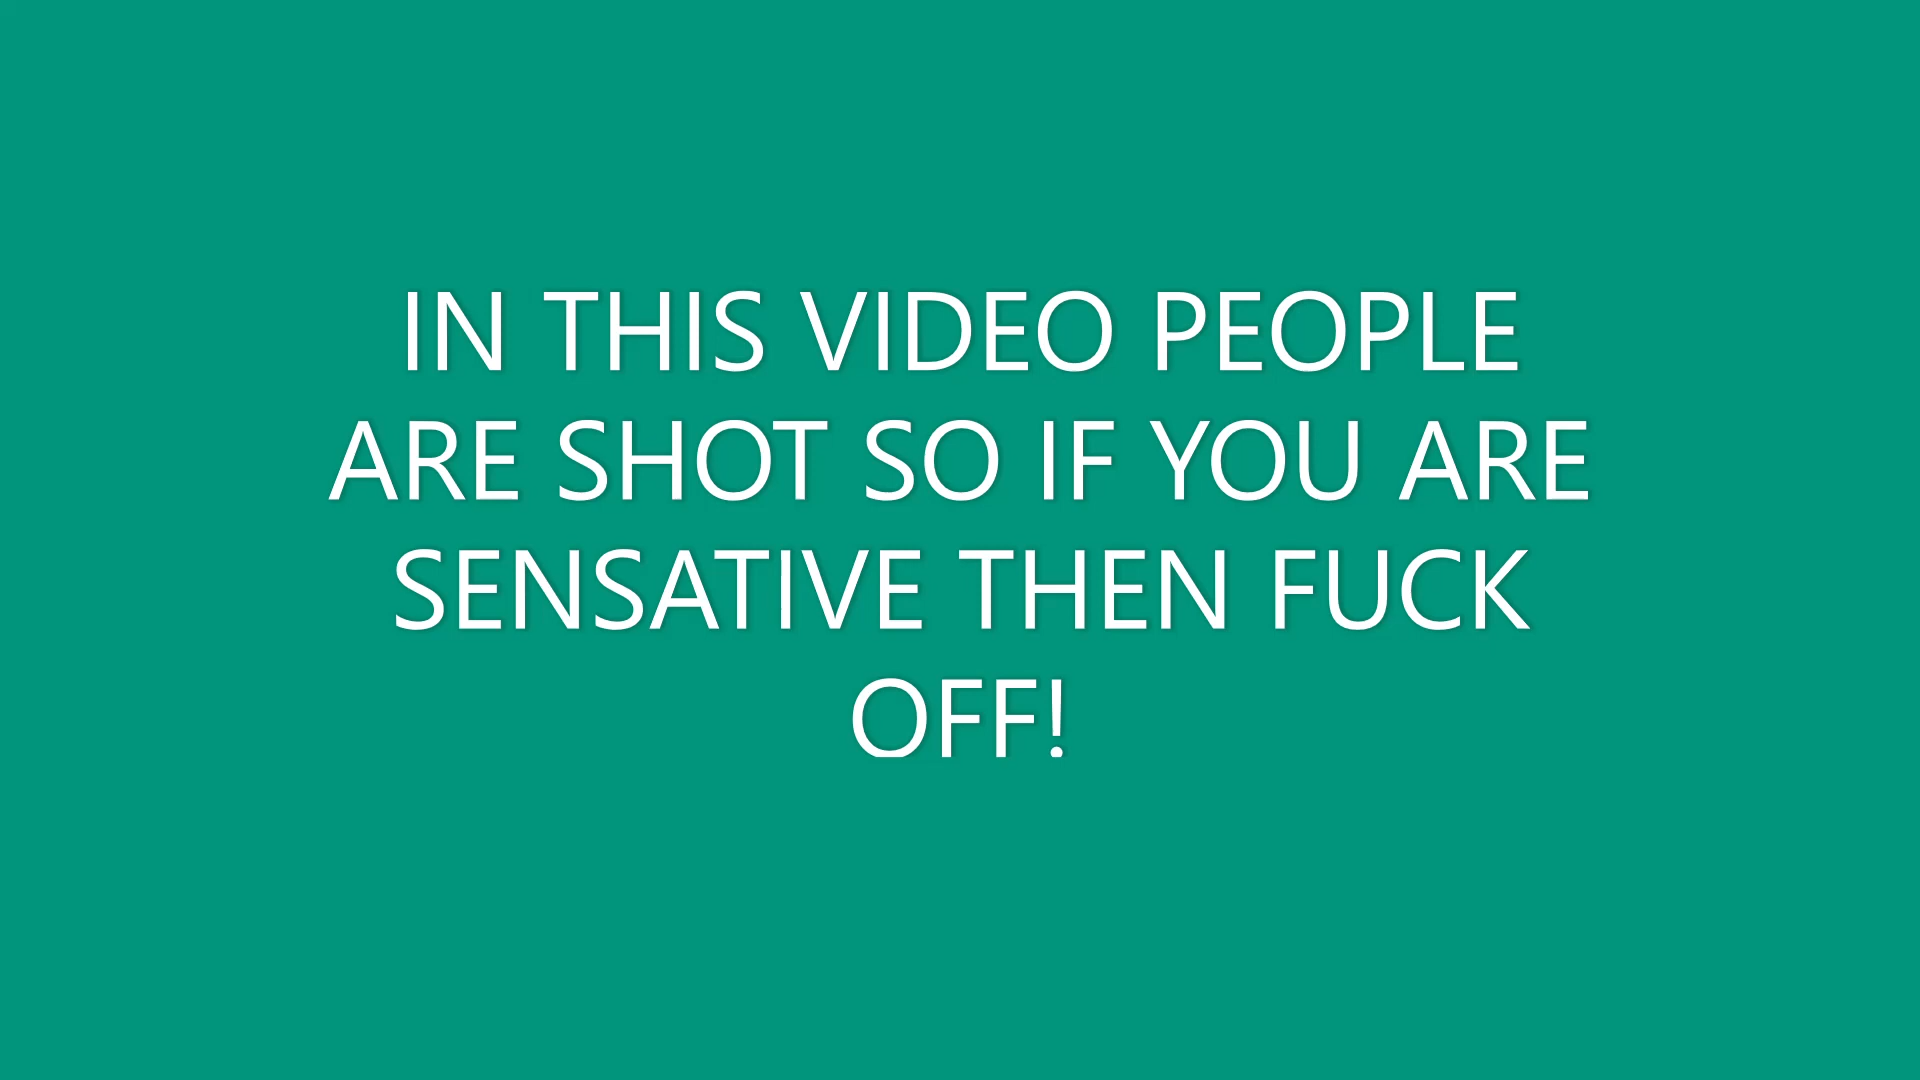 IN THIS VIDEO PEOPLE
ARE SHOT SO IF YOU ARE
SENSATIVE THEN FUCK
OFF!